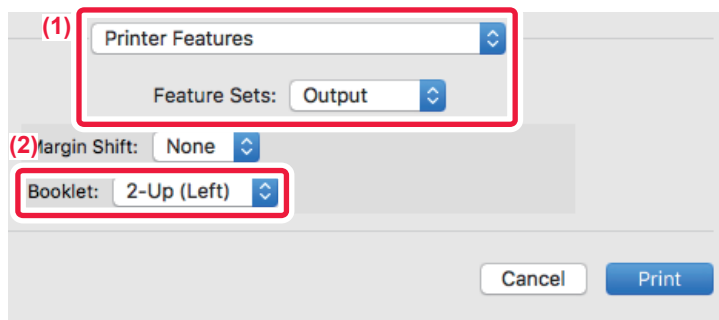 (1)
Printer Features
Feature Sets: Output
(2)
Margin Shift: None
Booklet: 2-Up (Left)
Cancel Print